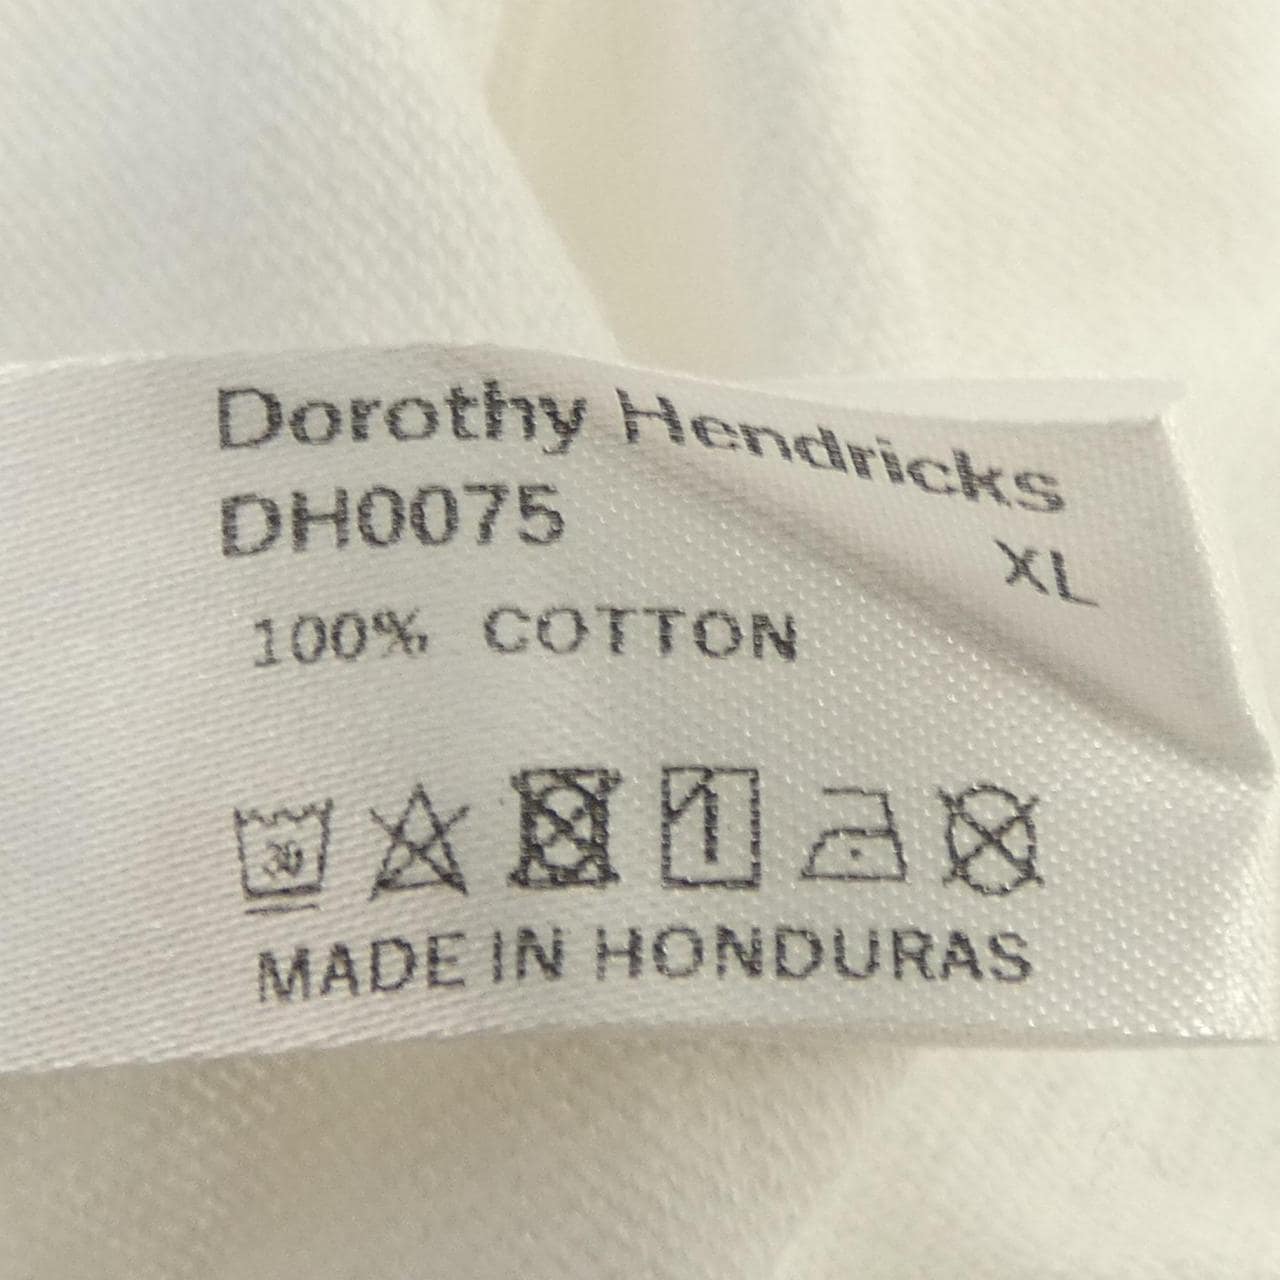 Dorothy Hendricks
DH0075
XL
100% COTTON
MADE IN HONDURAS